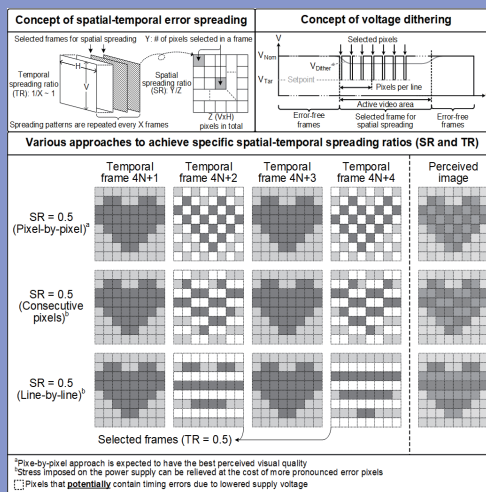 Concept of spatial-temporal error spreading
Selected frames for spatial spreading
Y: # of pixels selected in a frame
H
V
Temporal
spreading ratio
(TR): 1/X ~ 1
Spatial
spreading ratio
(SR): Y/Z
Z (VxH)
pixels in total
Spreading patterns are repeated every X frames
Concept of voltage dithering
V
Selected pixels
VNom
VDither
VTar
Setpoint
t
Pixels per line
Active video area
Error-free
frames
Selected frame for
spatial spreading
Error-free
frames
Various approaches to achieve specific spatial-temporal spreading ratios (SR and TR)
Temporal
frame 4N+1
Temporal
frame 4N+2
Temporal
frame 4N+3
Temporal
frame 4N+4
Perceived
image
SR = 0.5
(Pixel-by-pixel)a
SR = 0.5
(Consecutive
pixels)b
SR = 0.5
(Line-by-line)b
Selected frames (TR = 0.5)
aPixe-by-pixel approach is expected to have the best perceived visual quality
bStress imposed on the power supply can be relieved at the cost of more pronounced error pixels
Pixels that potentially contain timing errors due to lowered supply voltage